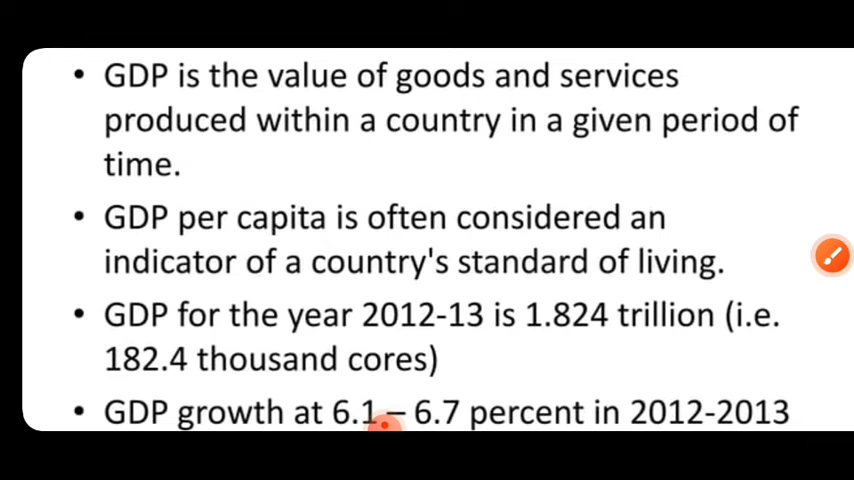 • GDP is the value of goods and services
produced within a country in a given period of
time.
• GDP per capita is often considered an
indicator of a country's standard of living.
• GDP for the year 2012-13 is 1.824 trillion (i.e.
182.4 thousand cores)
• GDP growth at 6.1 – 6.7 percent in 2012-2013